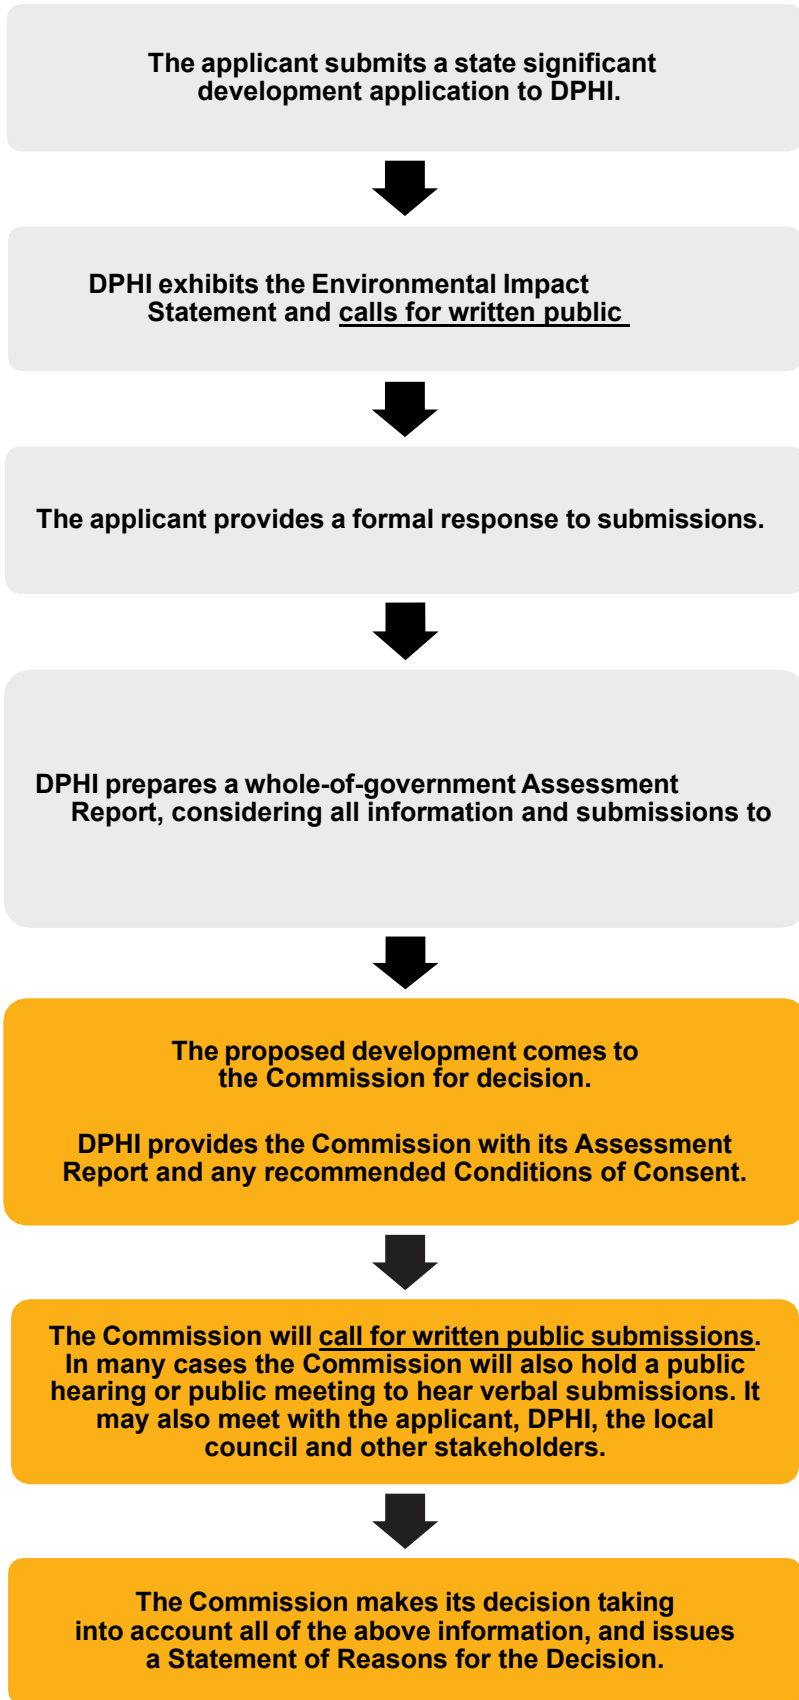 The applicant submits a state significant
development application to DPHI.
DPHI exhibits the Environmental Impact
Statement and calls for written public
The applicant provides a formal response to submissions.
DPHI prepares a whole-of-government Assessment
Report, considering all information and submissions to
The proposed development comes to
the Commission for decision.
DPHI provides the Commission with its Assessment
Report and any recommended Conditions of Consent.
The Commission will call for written public submissions.
In many cases the Commission will also hold a public
hearing or public meeting to hear verbal submissions. It
may also meet with the applicant, DPHI, the local
council and other stakeholders.
The Commission makes its decision taking
into account all of the above information, and issues
a Statement of Reasons for the Decision.